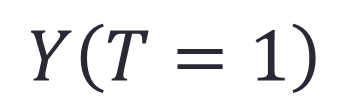 Y(T = 1)